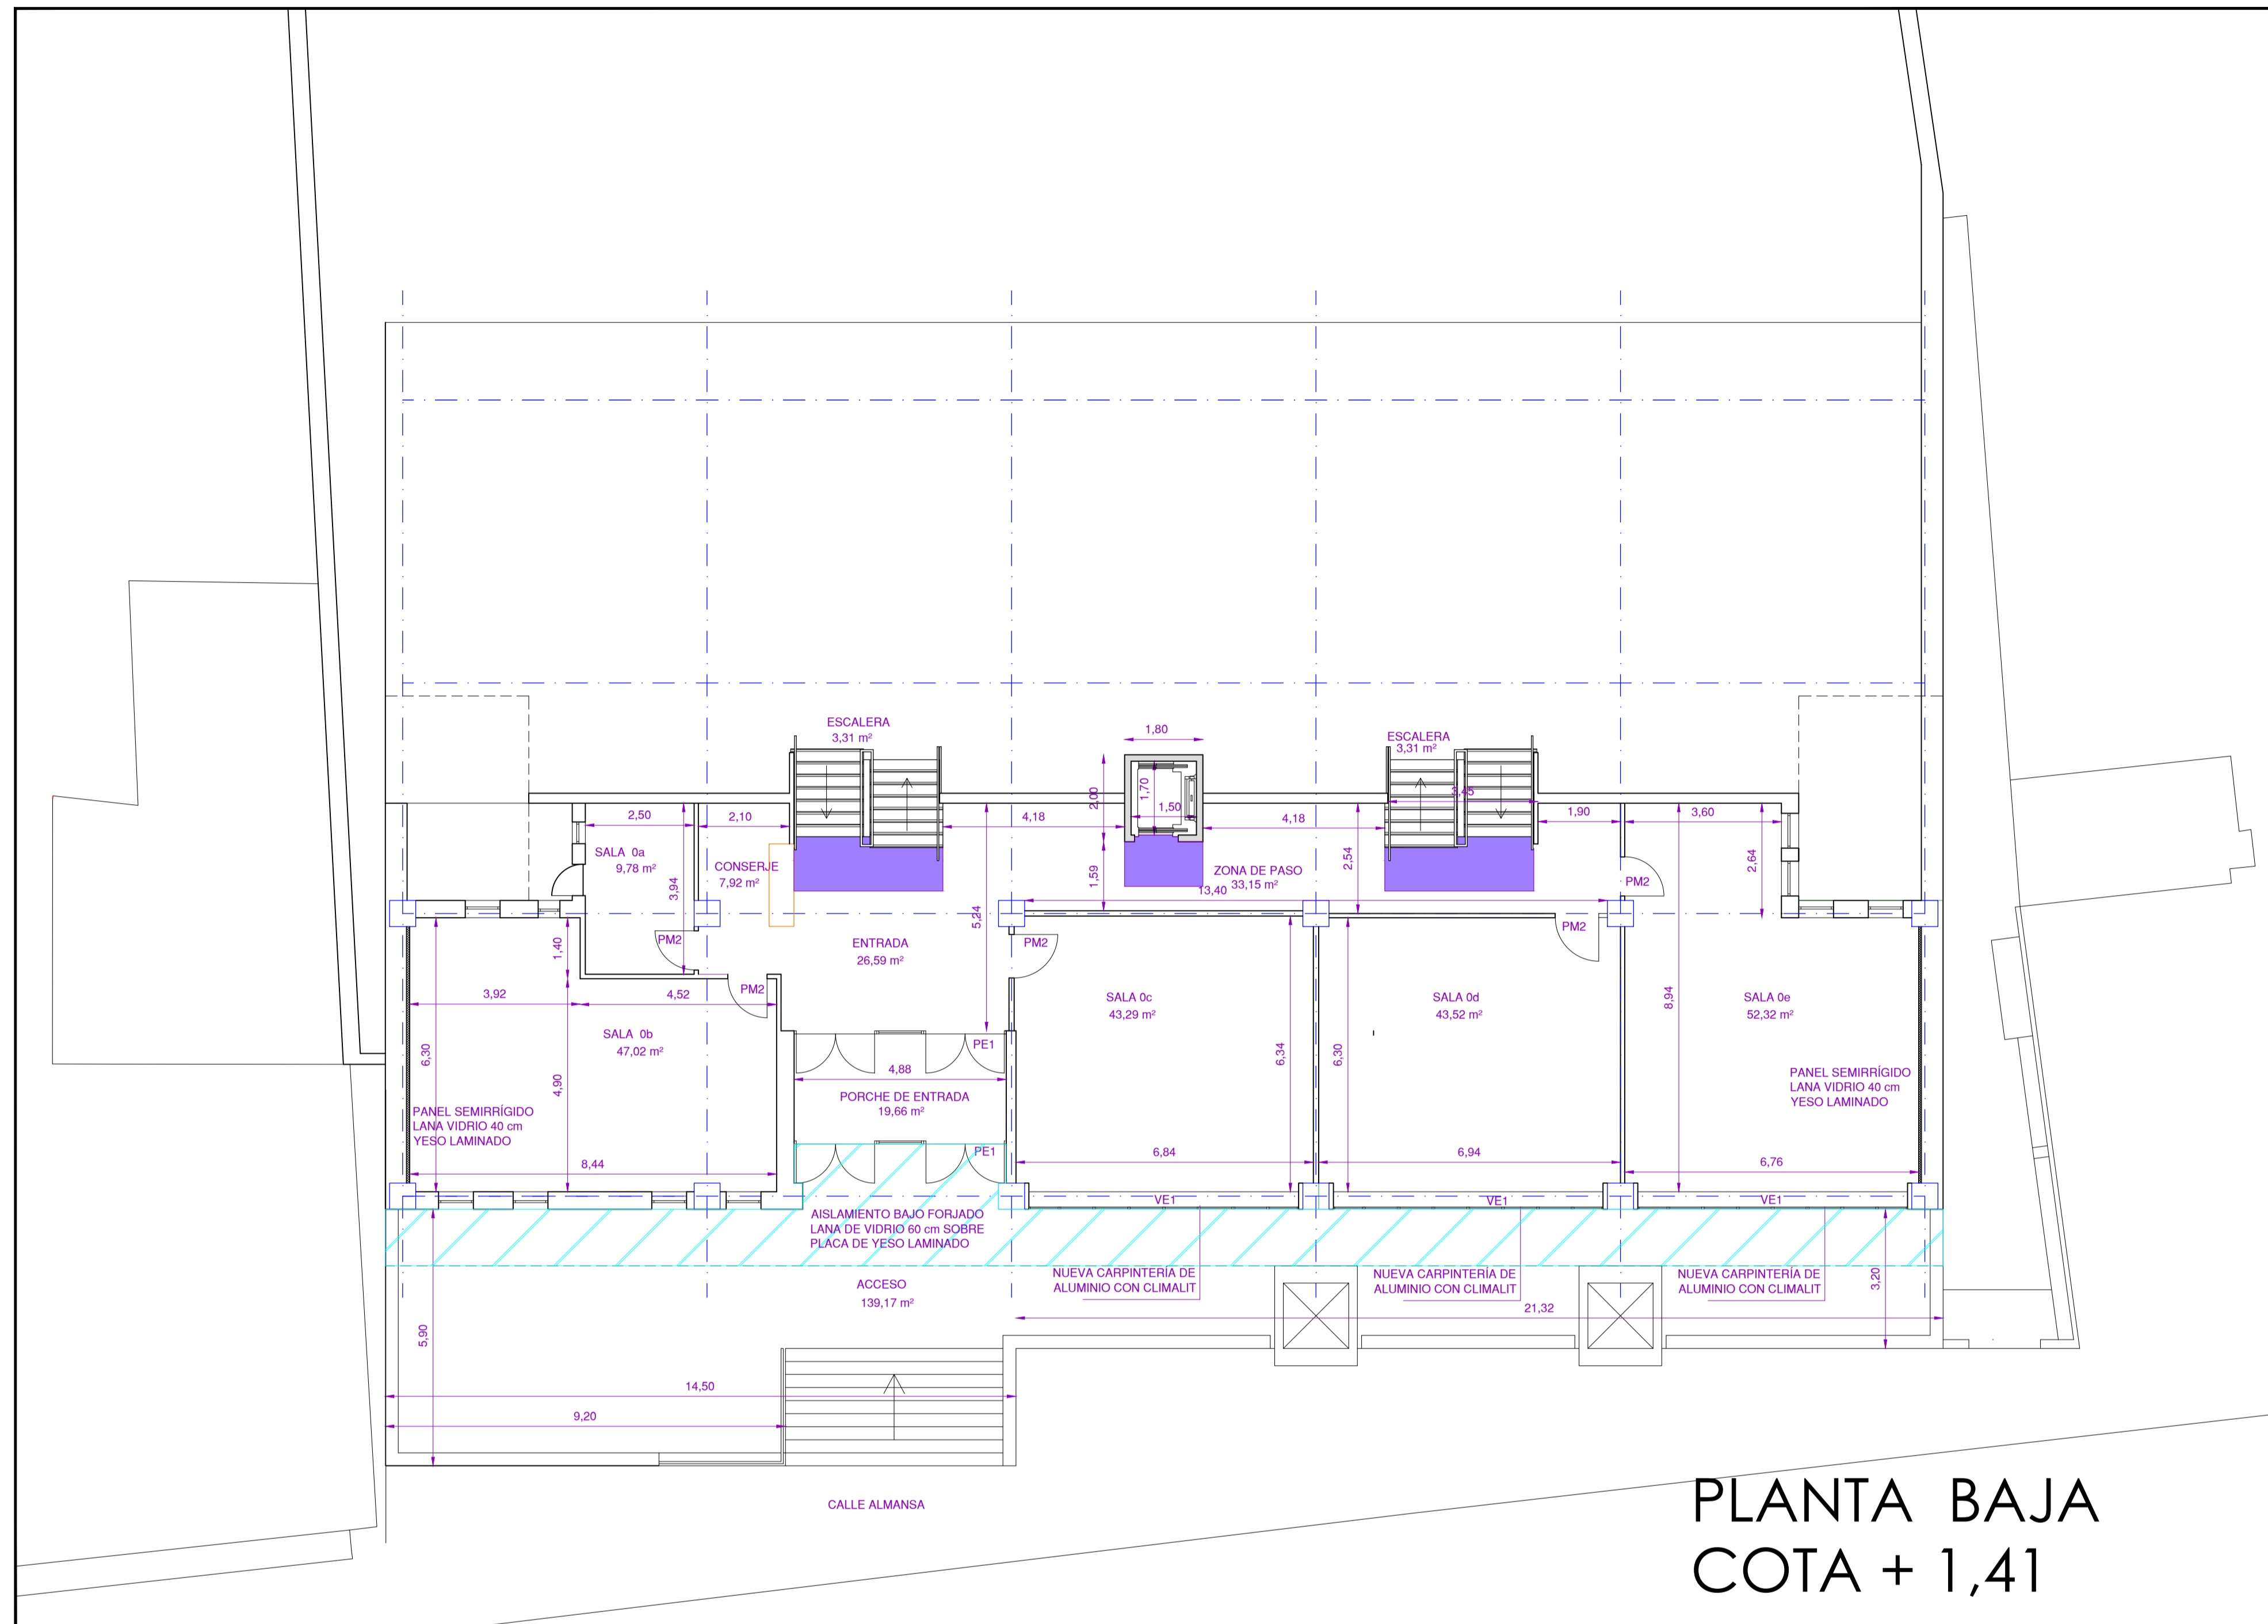 ESCALERA
3,31 m²
1,80
ESCALERA
3,31 m²
2,00
1,70
1,50
3,45
2,50
2,10
4,18
4,18
1,90
3,60
SALA 0a
9,78 m²
3,94
CONSERJE
7,92 m²
1,59
ZONA DE PASO
33,15 m²
13,40
2,54
2,64
PM2
5,24
PM2
1,40
ENTRADA
26,59 m²
PM2
PM2
PM2
3,92
4,52
SALA 0b
47,02 m²
SALA 0c
43,29 m²
SALA 0d
43,52 m²
8,94
SALA 0e
52,32 m²
6,30
4,90
PE1
4,88
PORCHE DE ENTRADA
19,66 m²
6,34
6,30
PANEL SEMIRRÍGIDO
LANA VIDRIO 40 cm
YESO LAMINADO
PANEL SEMIRRÍGIDO
LANA VIDRIO 40 cm
YESO LAMINADO
8,44
PE1
6,84
6,94
6,76
VE1
VE1
VE1
AISLAMIENTO BAJO FORJADO
LANA DE VIDRIO 60 cm SOBRE
PLACA DE YESO LAMINADO
ACCESO
139,17 m²
NUEVA CARPINTERÍA DE
ALUMINIO CON CLIMALIT
NUEVA CARPINTERÍA DE
ALUMINIO CON CLIMALIT
NUEVA CARPINTERÍA DE
ALUMINIO CON CLIMALIT
3,20
21,32
5,90
14,50
9,20
CALLE ALMANSA
PLANTA BAJA
COTA + 1,41